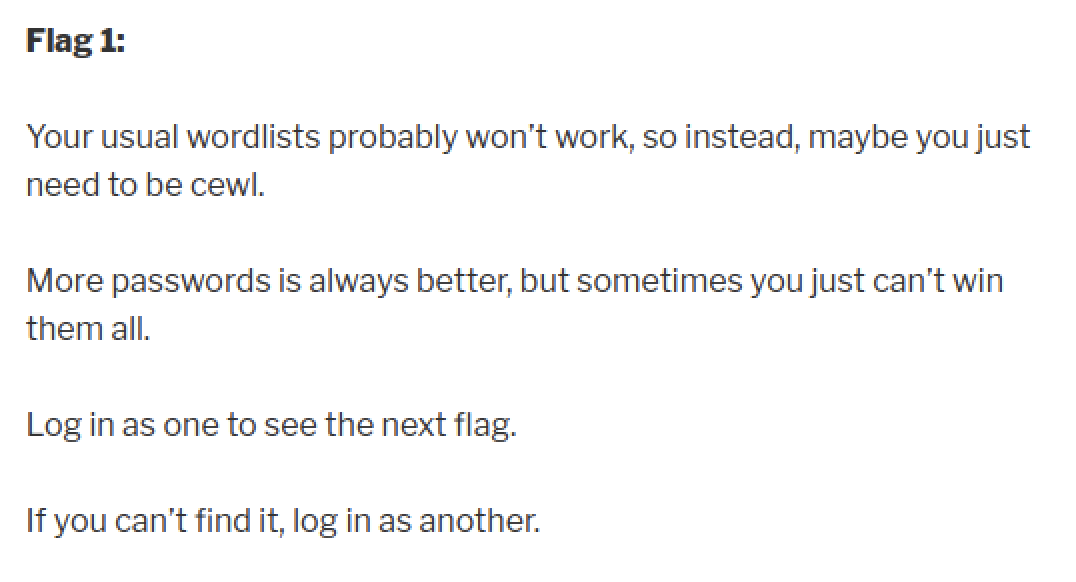 Flag 1:
Your usual wordlists probably won't work, so instead, maybe you just
need to be cewl.
More passwords is always better, but sometimes you just can't win
them all.
Log in as one to see the next flag.
If you can't find it, log in as another.